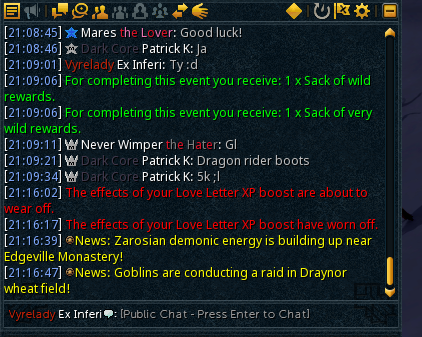 [21:08:45] Mares the Lover: Good luck!
[21:08:46] Dark Core Patrick K: Ja
[21:09:01] Vyrelady Ex Inferi: Ty :d
[21:09:06] For completing this event you receive: 1 x Sack of wild
rewards.
[21:09:06] For completing this event you receive: 1 x Sack of very
wild rewards.
[21:09:11] Never Wimper the Hater: Gl
[21:09:21] Dark Core Patrick K: Dragon rider boots
[21:09:34] Dark Core Patrick K: 5k ;l
[21:16:02] The effects of your Love Letter XP boost are about to
wear off.
[21:16:17] The effects of your Love Letter XP boost have worn off.
[21:16:39] News: Zarosian demonic energy is building up near
Edgeville Monastery!
[21:16:47] News: Goblins are conducting a raid in Draynor
wheat field!
Vyrelady Ex Inferi: [Public Chat - Press Enter to Chat]